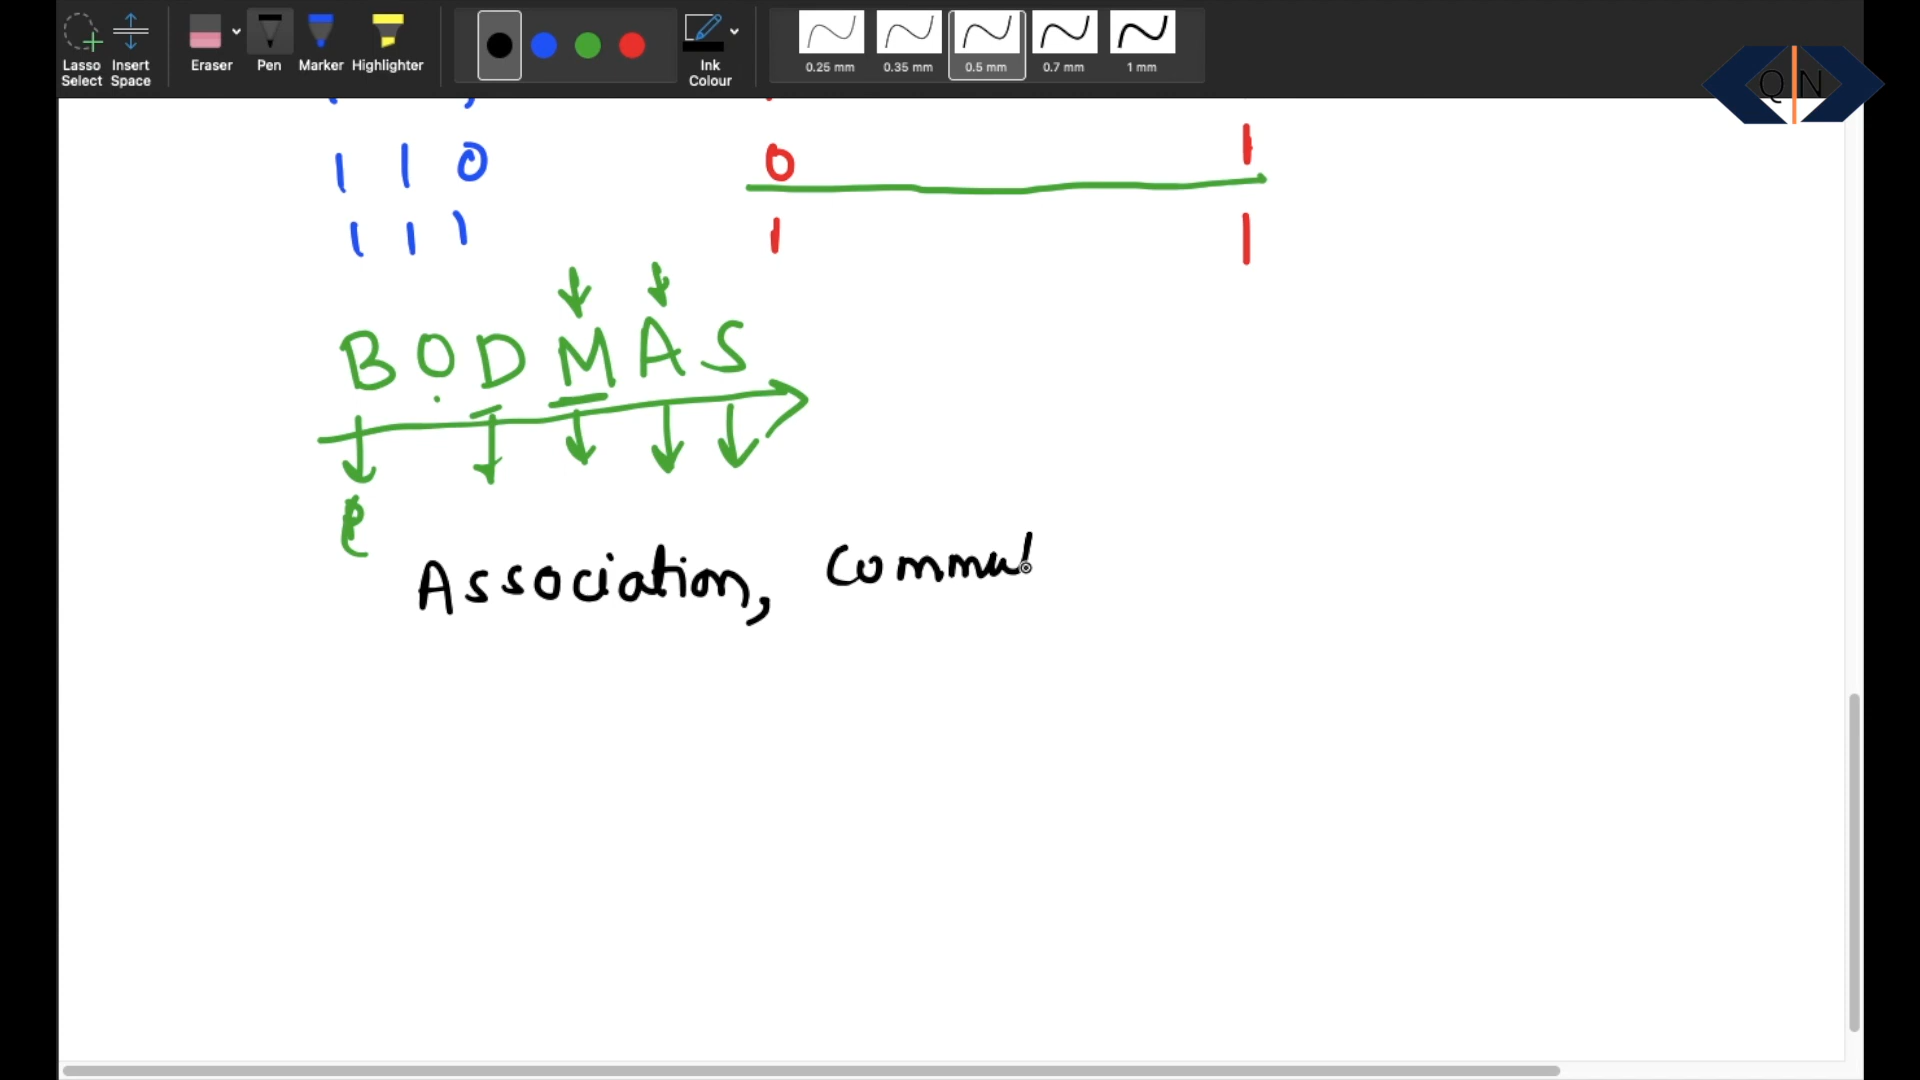 Lasso Select Insert Space Eraser Pen Marker Highlighter Ink Colour 0.25 mm 0.35 mm 0.5 mm 0.7 mm 1 mm
Q N
1 1 0 0 1
1 1 1 1 1
BODMAS
Association, Commut